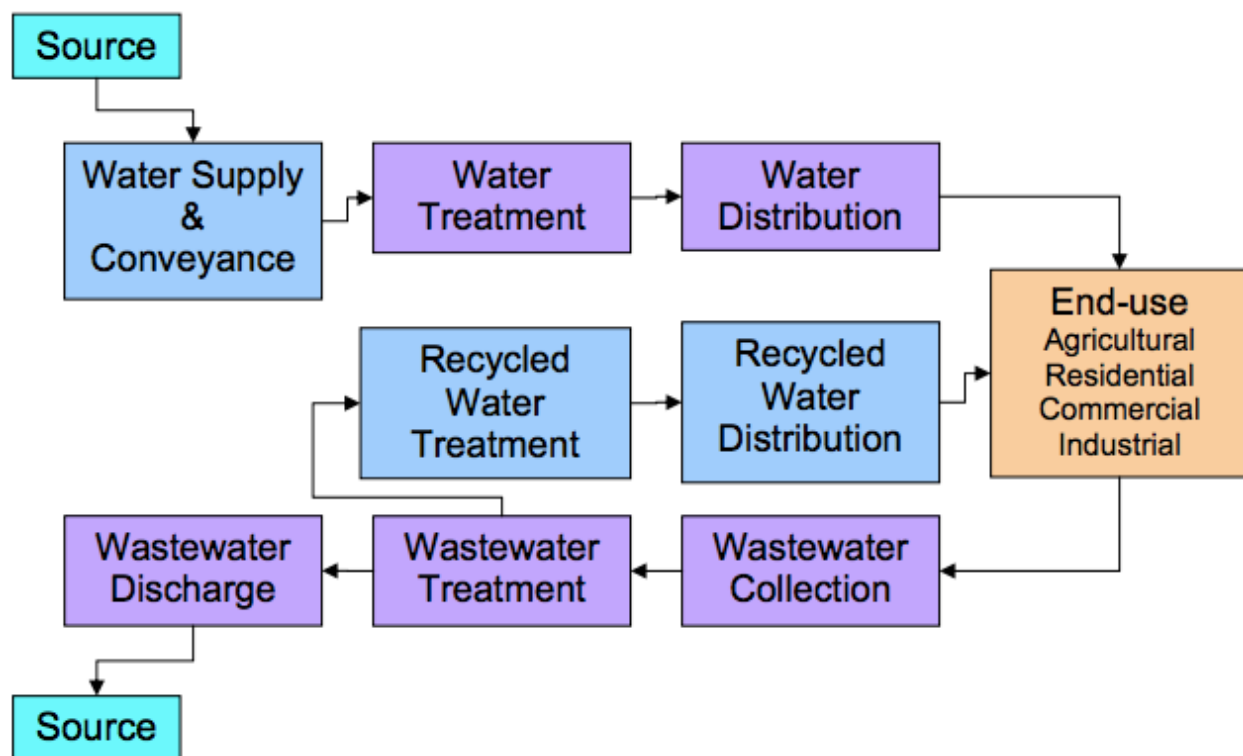 Source
Water Supply
&
Conveyance
Water
Treatment
Water
Distribution
End-use
Agricultural
Residential
Commercial
Industrial
Recycled
Water
Treatment
Recycled
Water
Distribution
Wastewater
Discharge
Wastewater
Treatment
Wastewater
Collection
Source